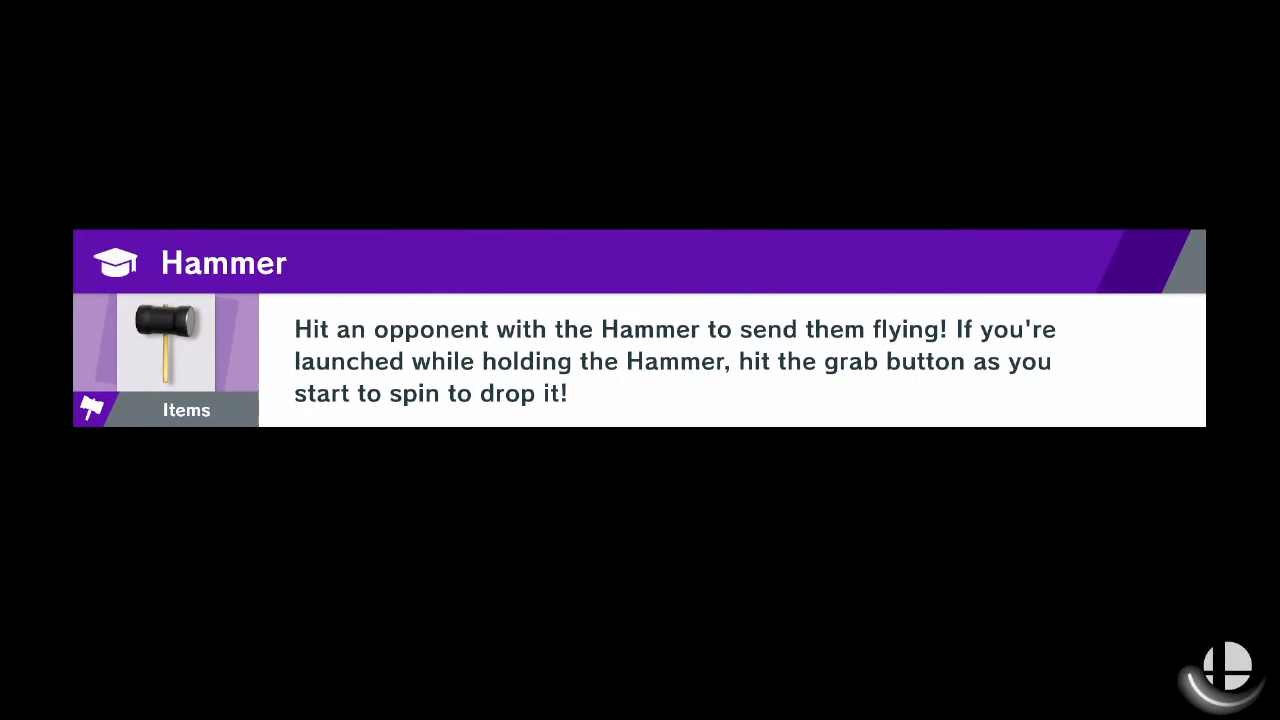 Hammer
Hit an opponent with the Hammer to send them flying! If you're
launched while holding the Hammer, hit the grab button as you
start to spin to drop it!
Items